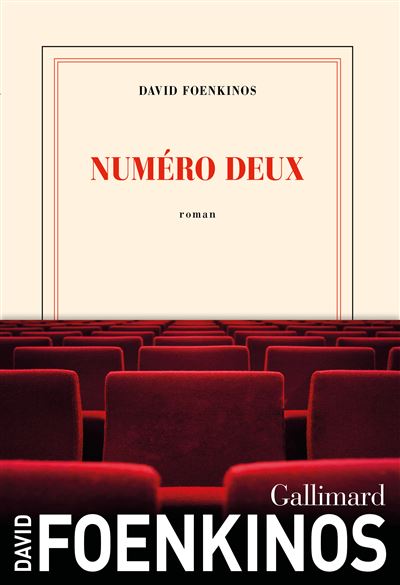 DAVID FOENKINOS
NUMÉRO DEUX
roman
Gallimard
DAVID
FOENKINOS